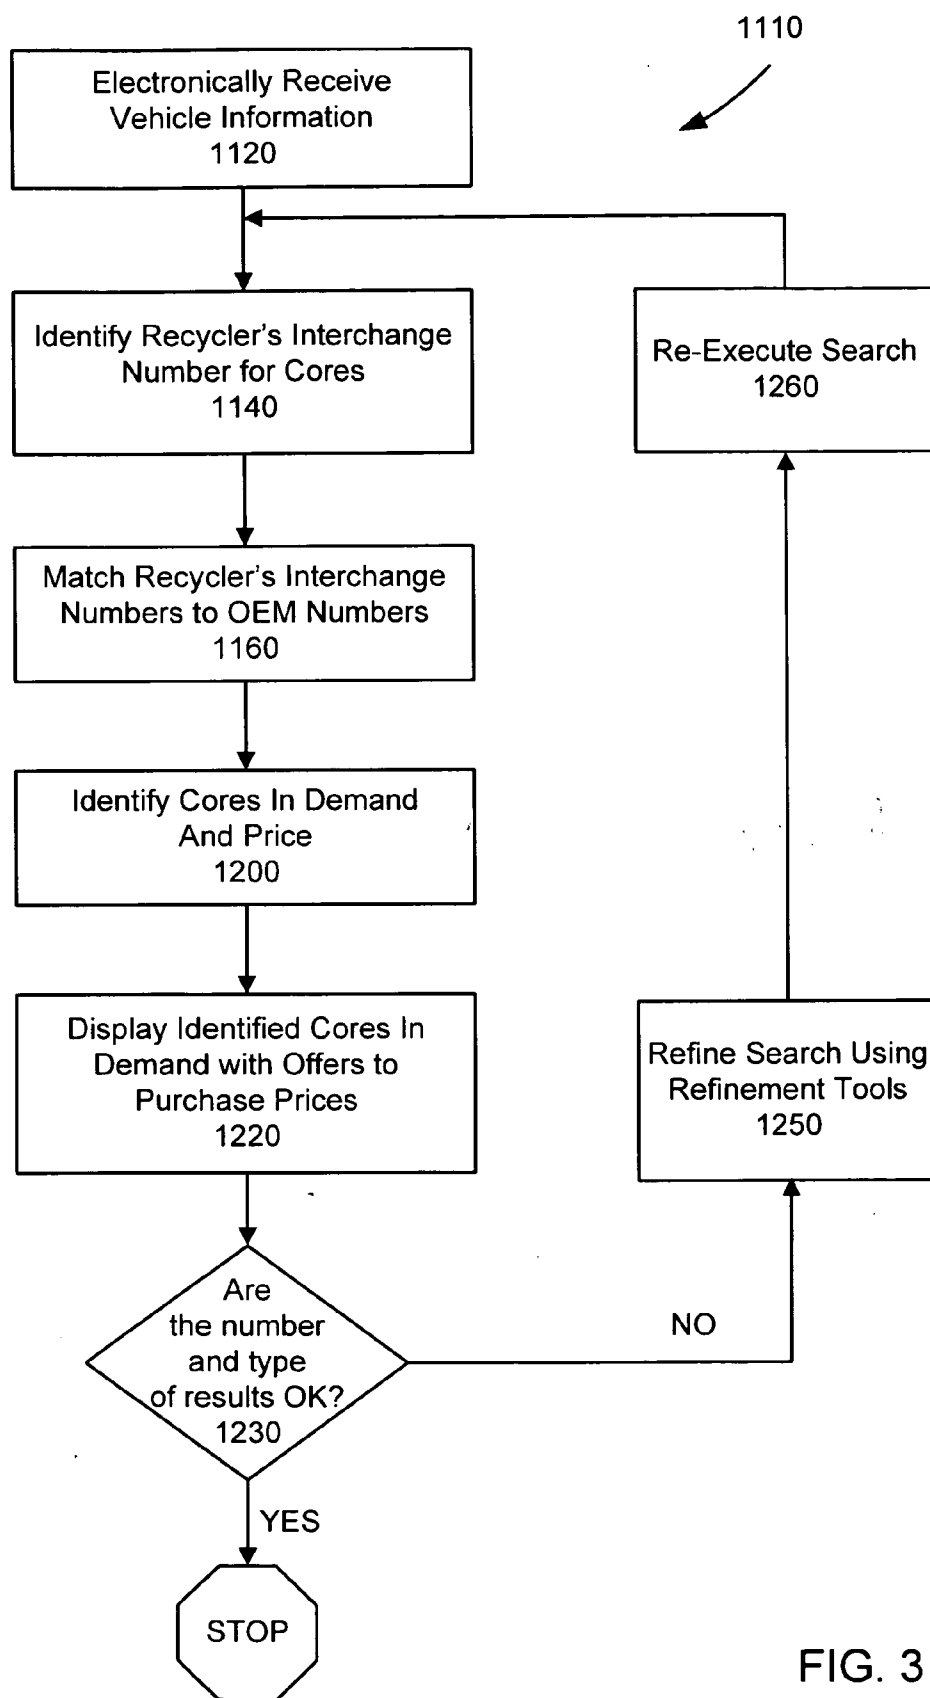 1110
Electronically Receive
Vehicle Information
1120
Identify Recycler's Interchange
Number for Cores
1140
Re-Execute Search
1260
Match Recycler's Interchange
Numbers to OEM Numbers
1160
Identify Cores In Demand
And Price
1200
Display Identified Cores In
Demand with Offers to
Purchase Prices
1220
Refine Search Using
Refinement Tools
1250
Are
the number
and type
of results OK?
1230
NO
YES
STOP
FIG. 3